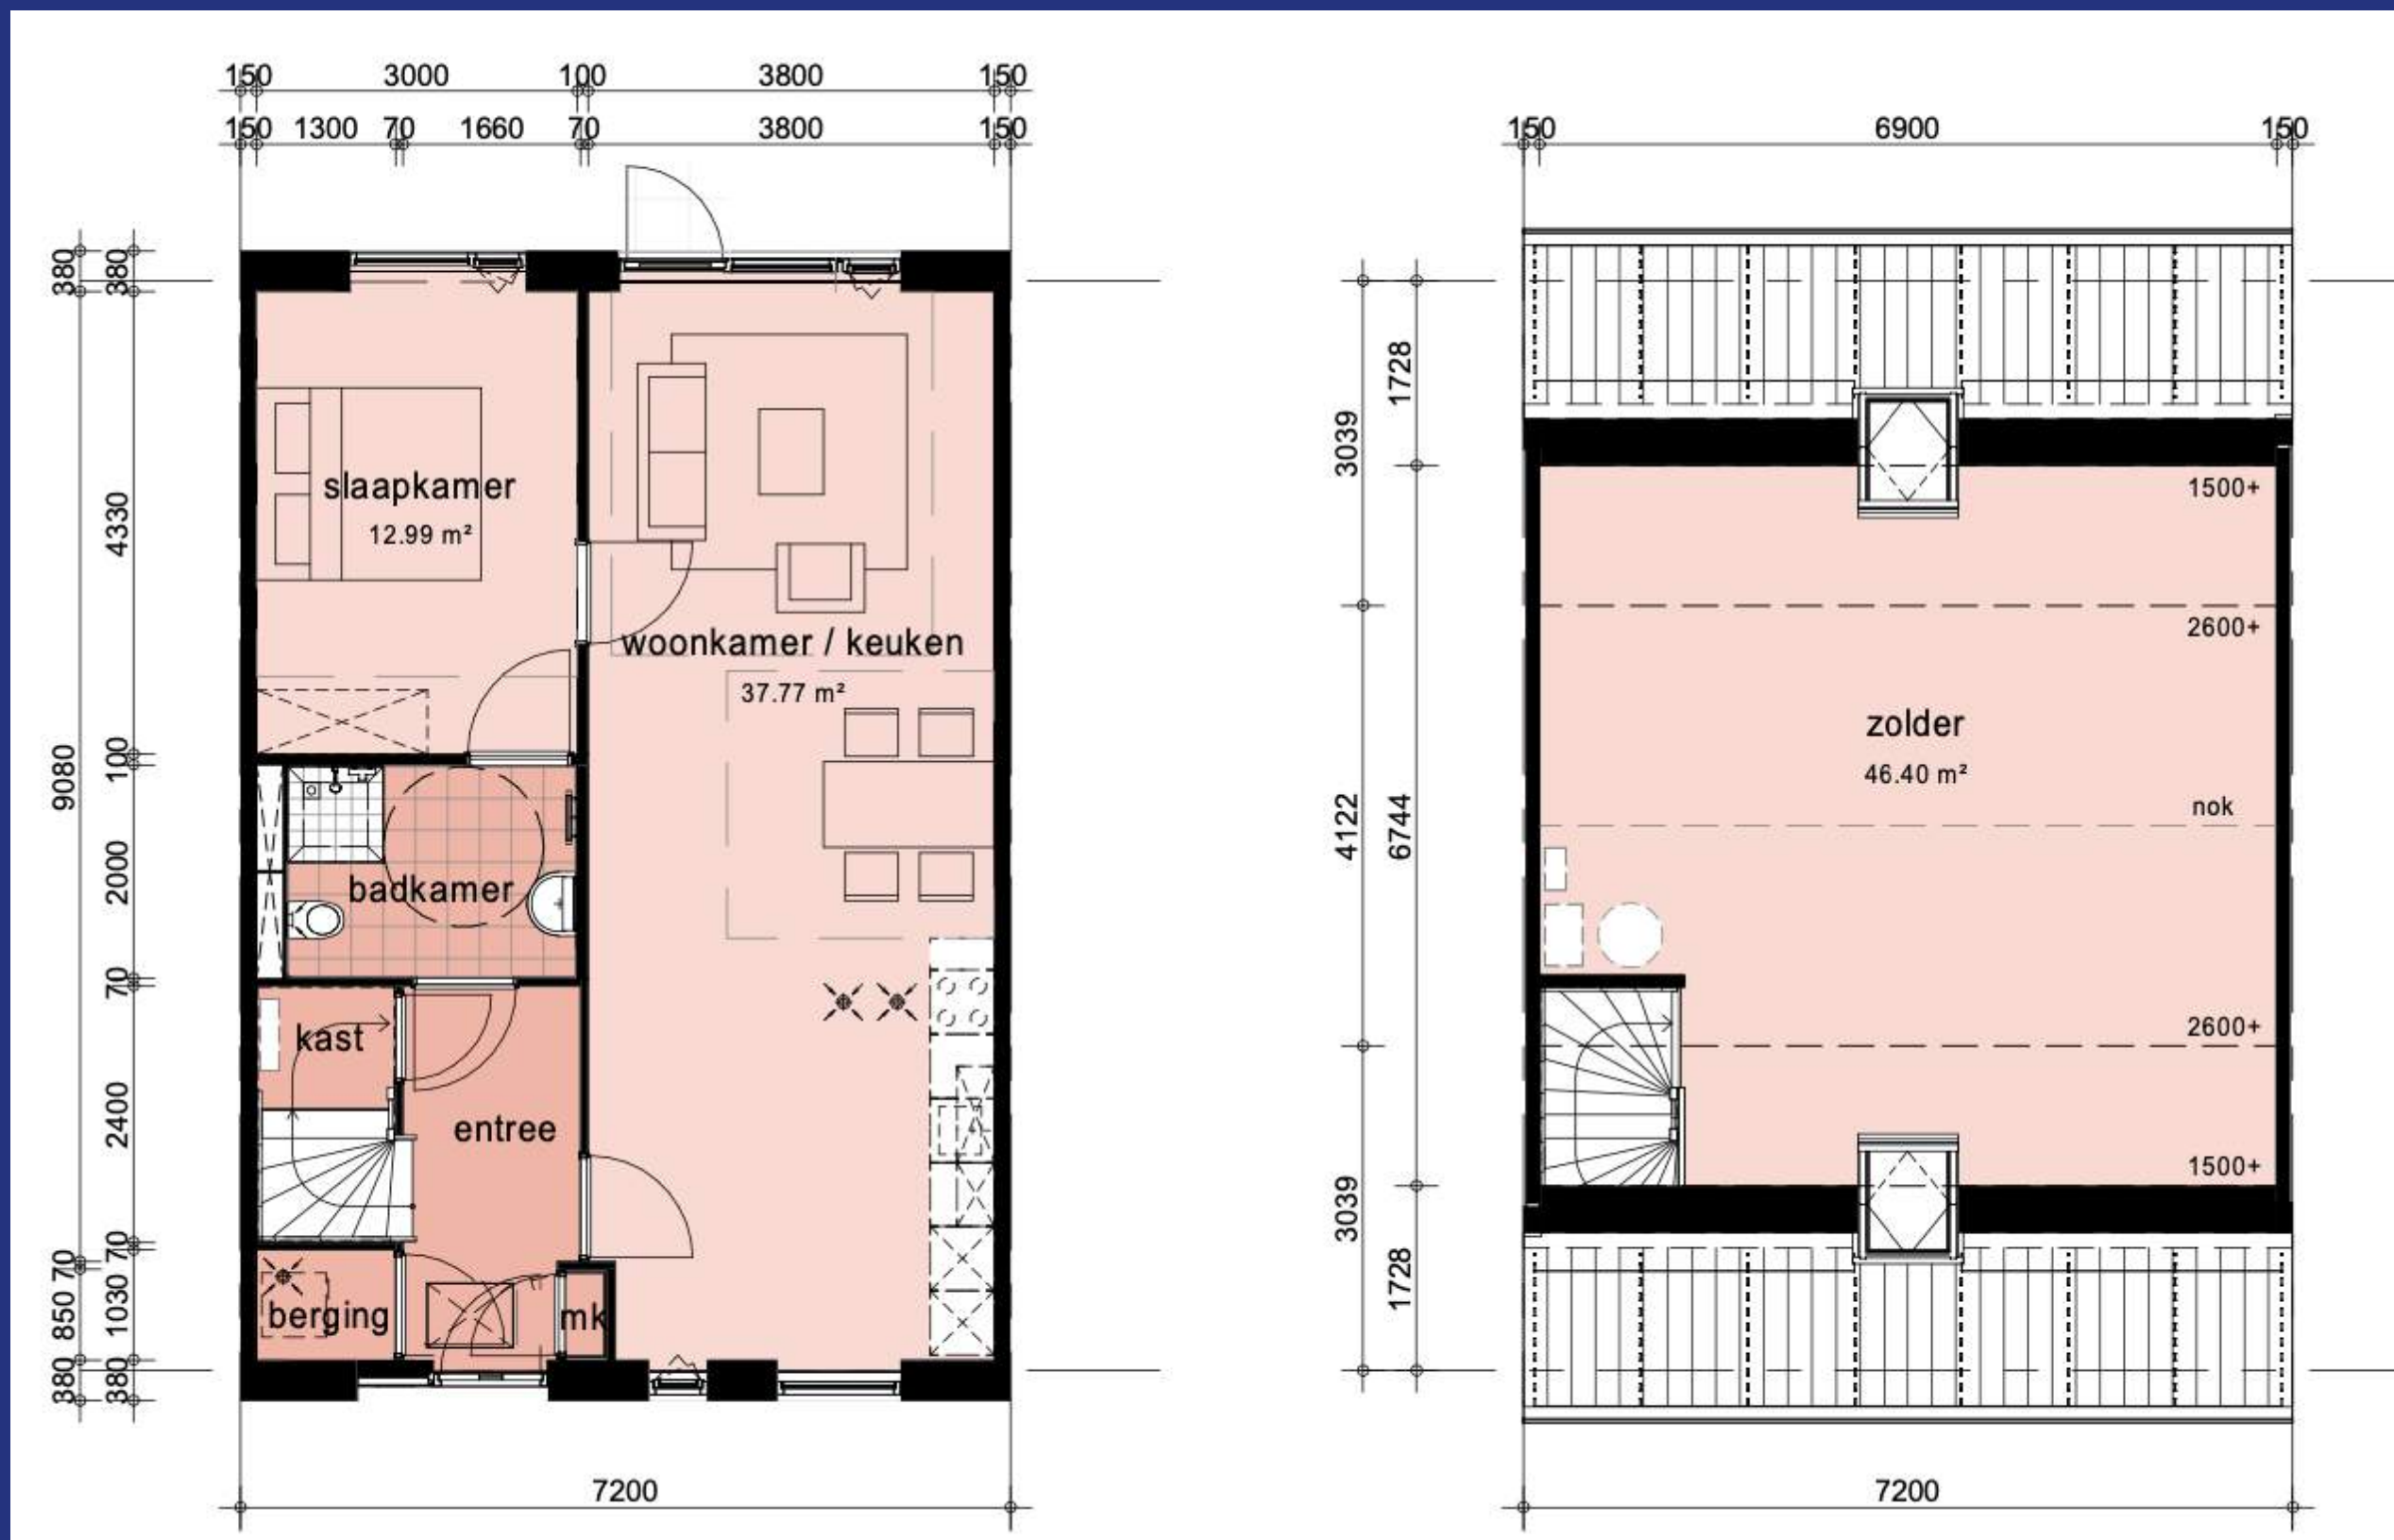 150 3000 100 3800 150
150 1300 70 1660 70 3800 150
380 380
4330
9080
100
2000
70
2400
70 70
850 1030
380 380
slaapkamer
12.99 m²
woonkamer / keuken
37.77 m²
badkamer
kast
entree
berging
mk
7200
150 6900 150
1728
3039
4122 6744
3039
1728
1500+
2600+
zolder
46.40 m²
nok
2600+
1500+
7200